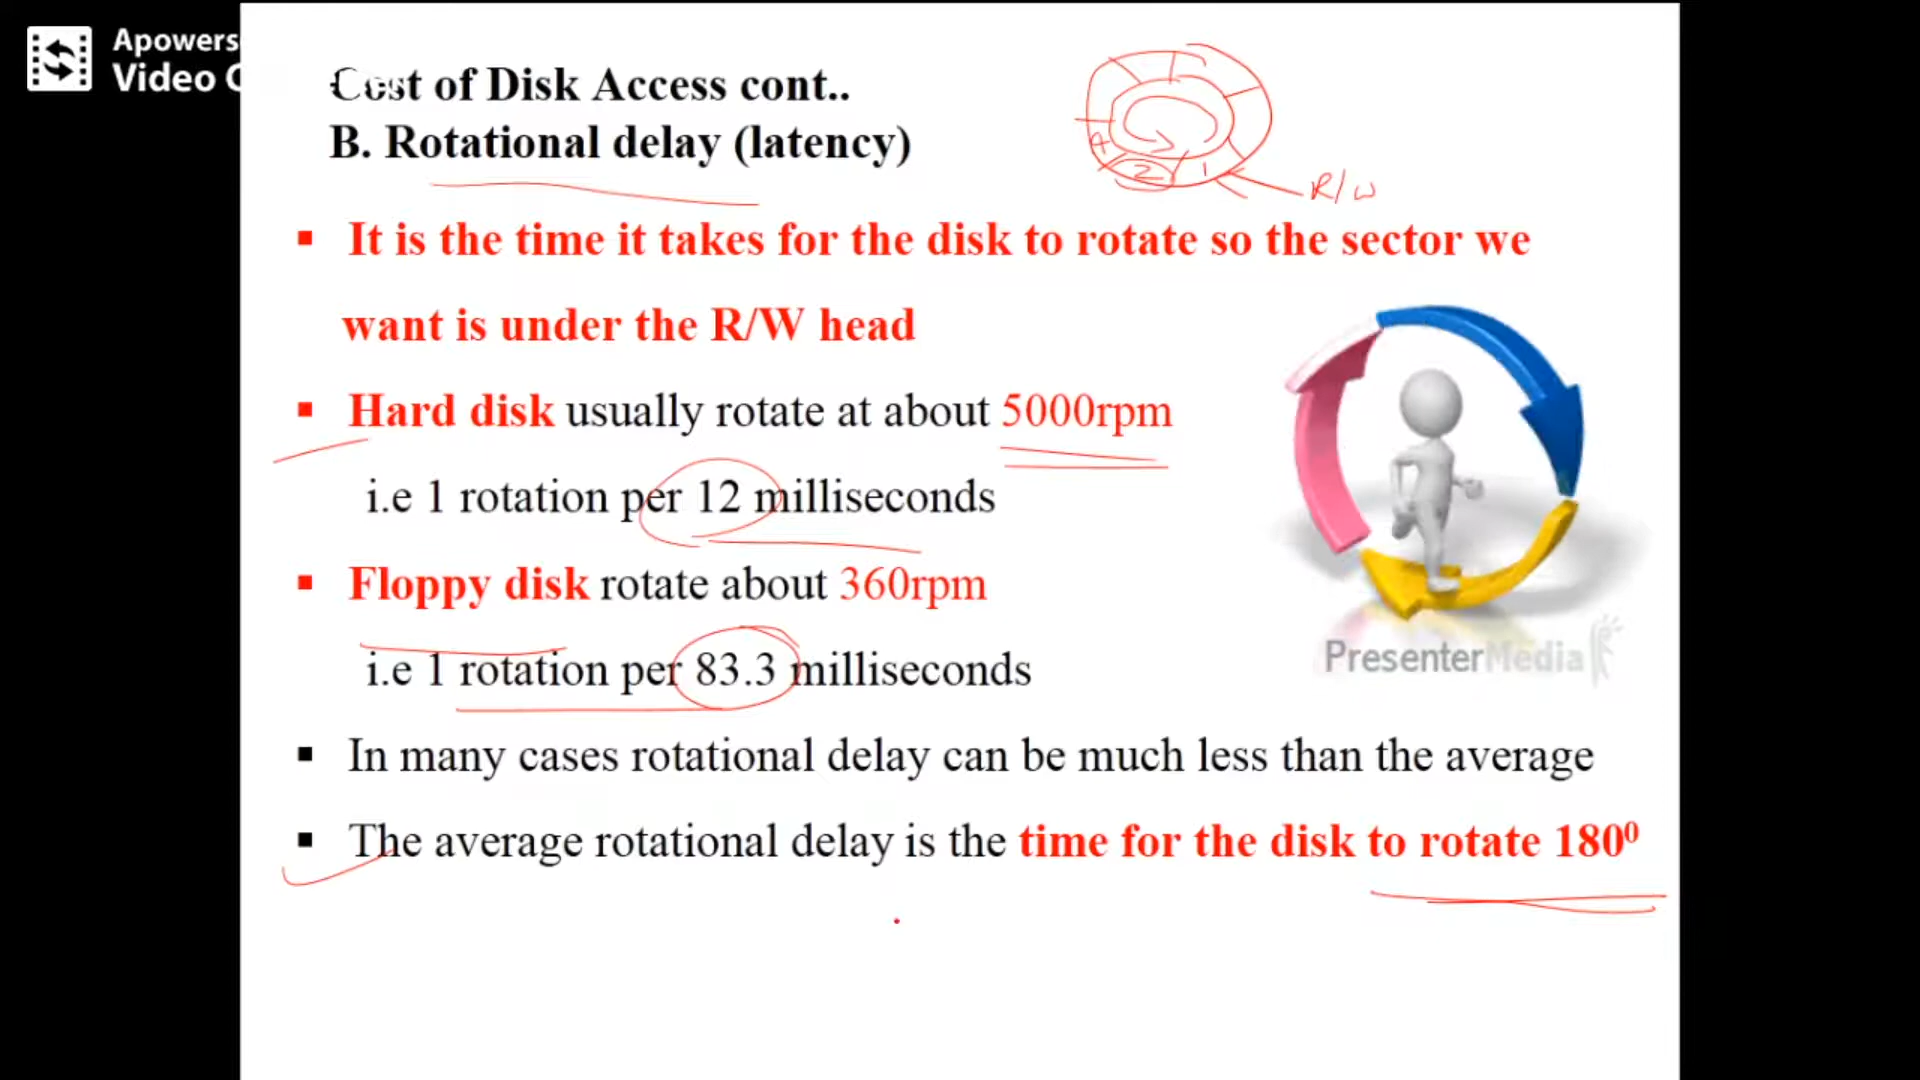 Apowers
Video C
Cost of Disk Access cont..
B. Rotational delay (latency)
2
1
R/W
▪ It is the time it takes for the disk to rotate so the sector we
want is under the R/W head
▪ Hard disk usually rotate at about 5000rpm
i.e 1 rotation per 12 milliseconds
▪ Floppy disk rotate about 360rpm
i.e 1 rotation per 83.3 milliseconds
PresenterMedia
▪ In many cases rotational delay can be much less than the average
▪ The average rotational delay is the time for the disk to rotate 180⁰